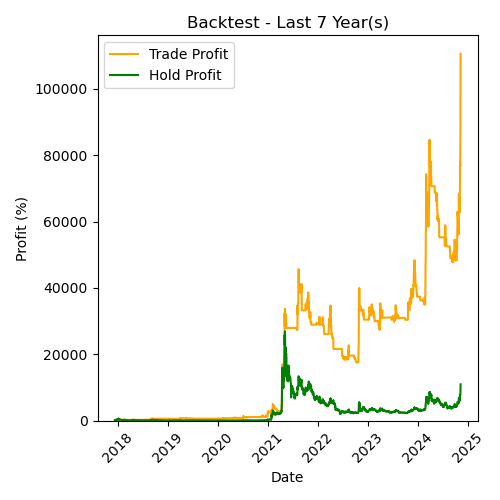 Backtest - Last 7 Year(s)
Trade Profit
Hold Profit
Profit (%)
100000
80000
60000
40000
20000
0
2018 2019 2020 2021 2022 2023 2024 2025
Date